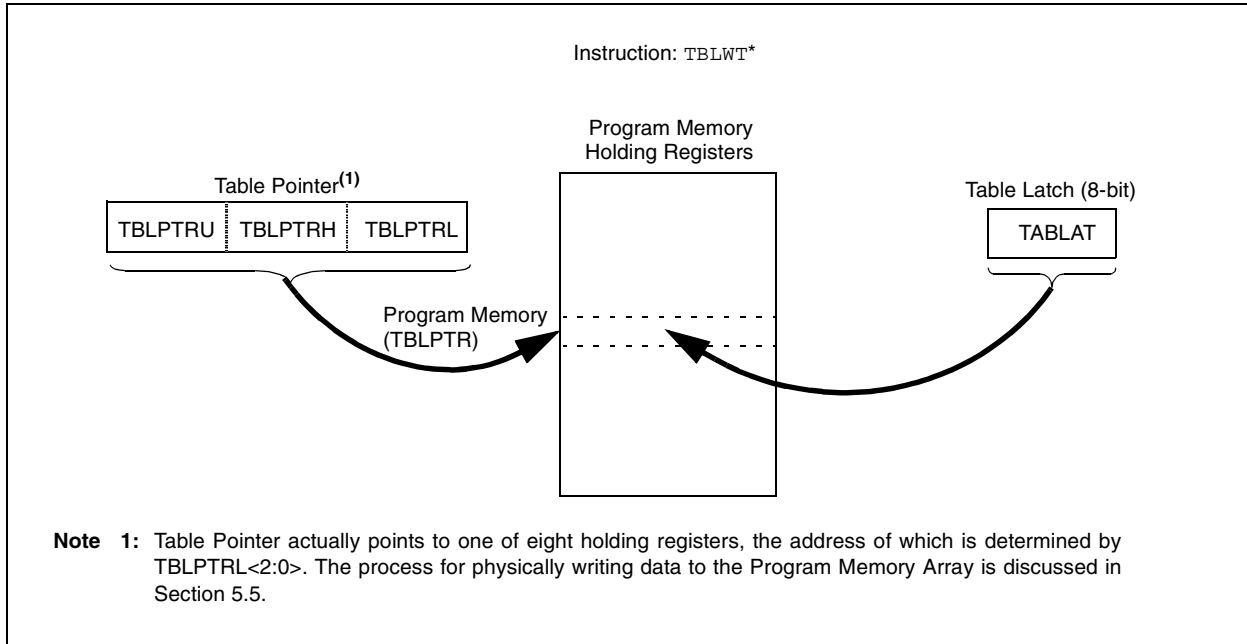 Instruction: TBLWT*
Program Memory
Holding Registers
Table Pointer(1)
Table Latch (8-bit)
TBLPTRU TBLPTRH TBLPTRL
TABLAT
Program Memory
(TBLPTR)
Note 1: Table Pointer actually points to one of eight holding registers, the address of which is determined by
TBLPTRL<2:0>. The process for physically writing data to the Program Memory Array is discussed in
Section 5.5.